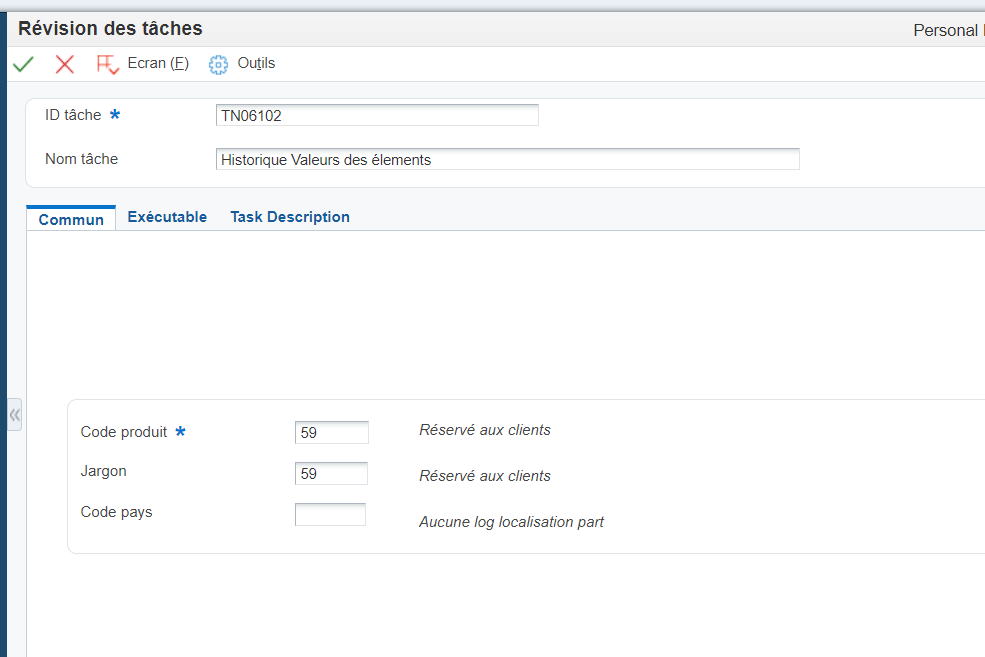 Révision des tâches
Personal
Ecran (F) Outils
ID tâche * TN06102
Nom tâche Historique Valeurs des élements
Commun Exécutable Task Description
Code produit * 59 Réservé aux clients
Jargon 59 Réservé aux clients
Code pays Aucune log localisation part